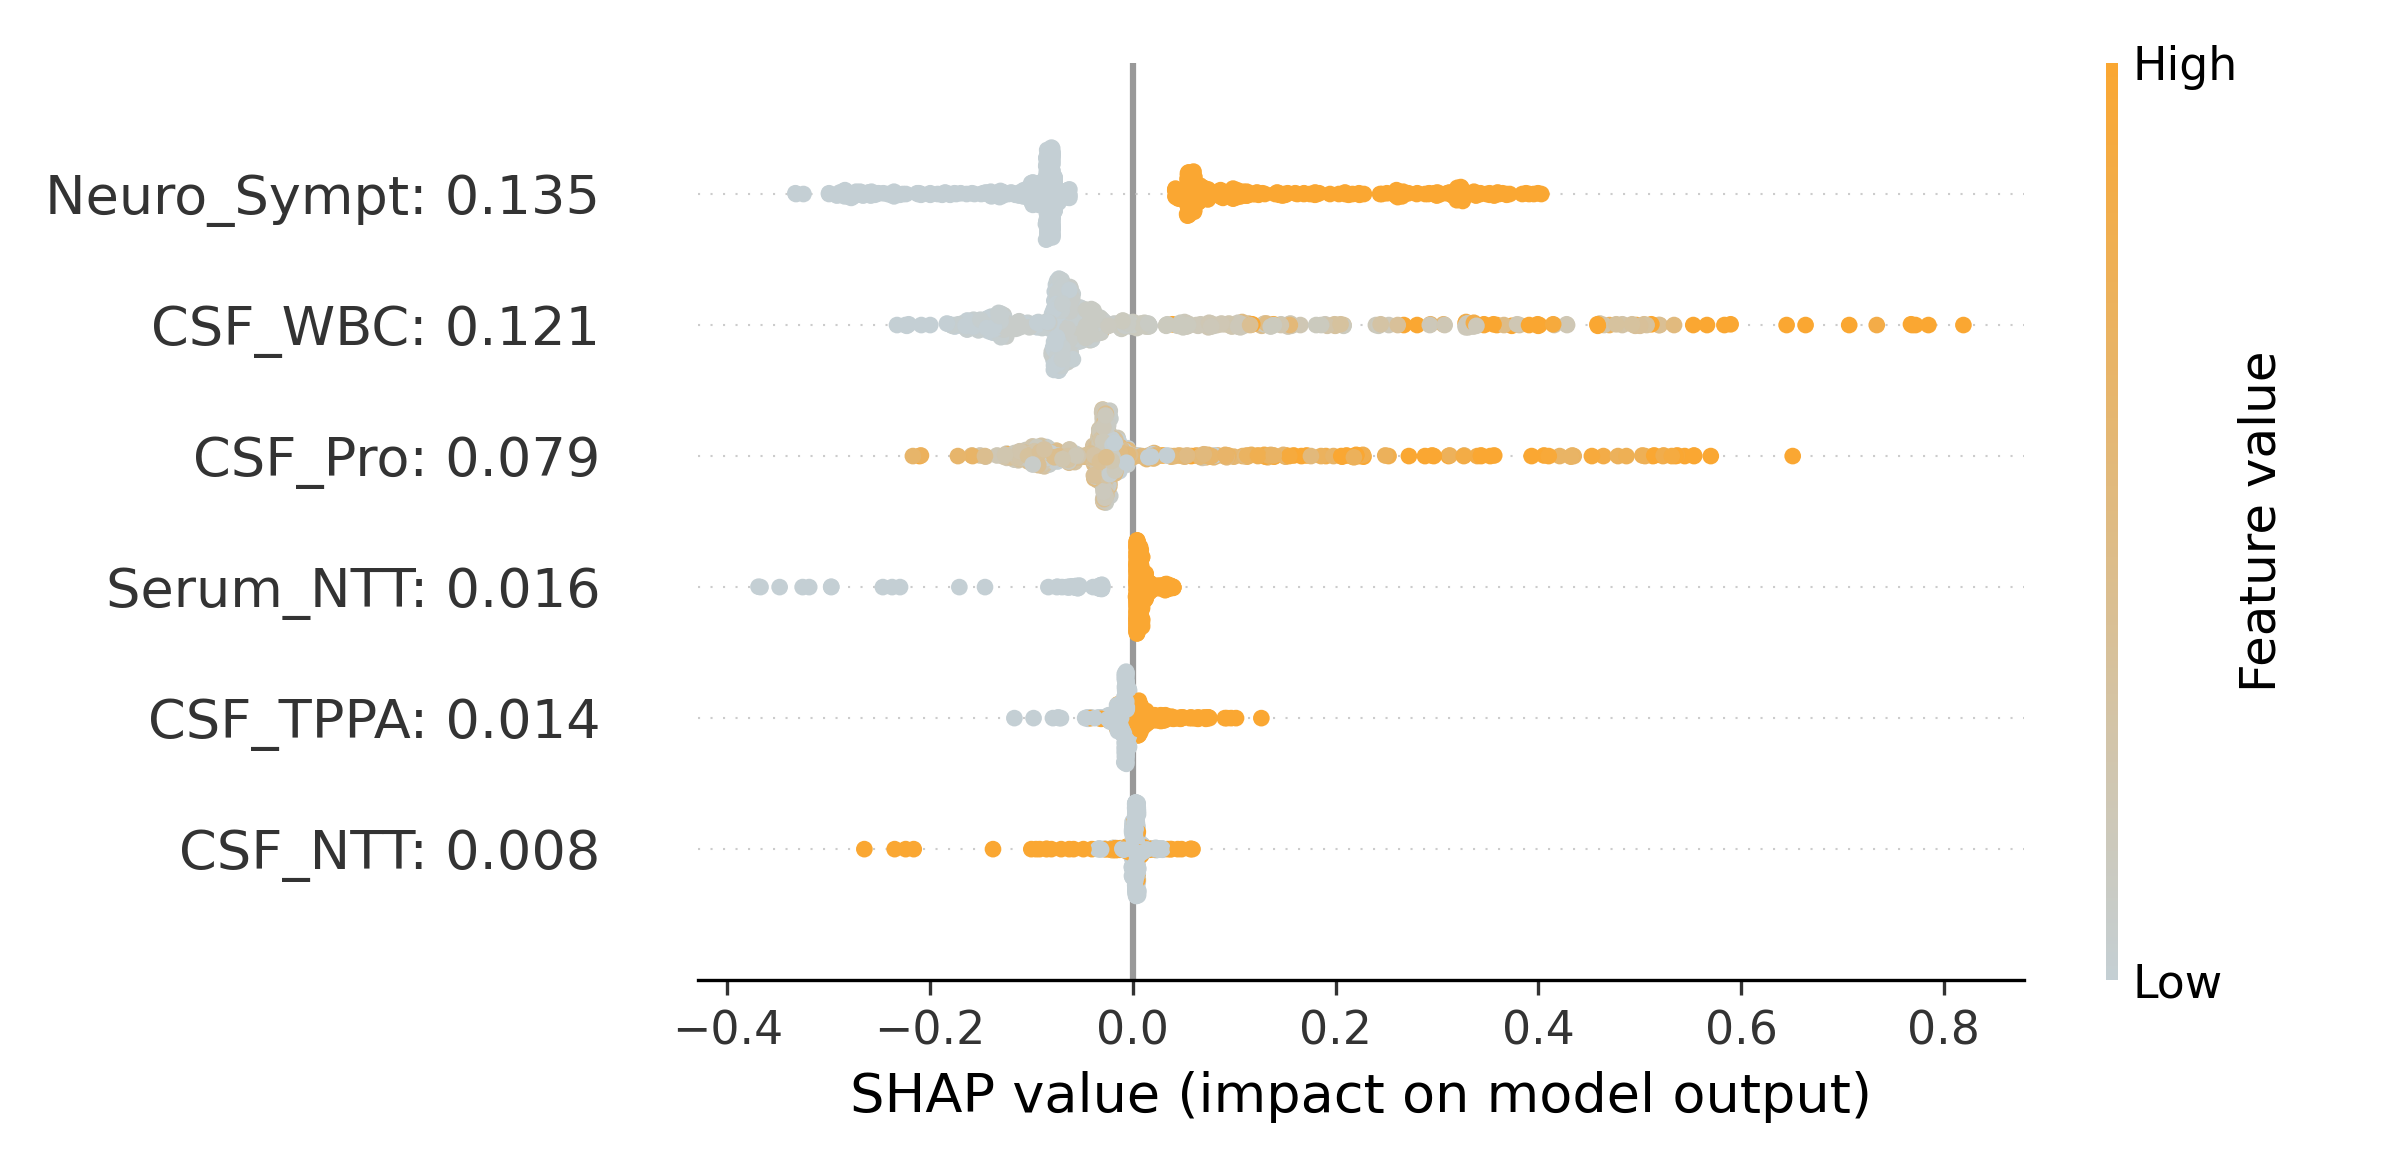 High
Neuro_Sympt: 0.135
CSF_WBC: 0.121
CSF_Pro: 0.079
Serum_NTT: 0.016
CSF_TPPA: 0.014
CSF_NTT: 0.008
Feature value
Low
−0.4 −0.2 0.0 0.2 0.4 0.6 0.8
SHAP value (impact on model output)